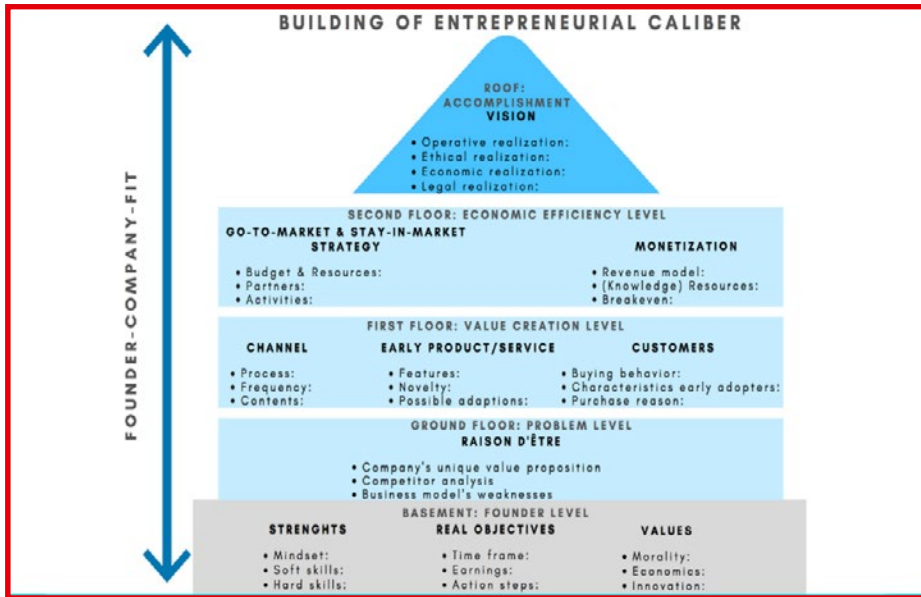 BUILDING OF ENTREPRENEURIAL CALIBER
FOUNDER-COMPANY-FIT
ROOF:
ACCOMPLISHMENT
VISION
• Operative realization:
• Ethical realization:
• Economic realization:
• Legal realization:
SECOND FLOOR: ECONOMIC EFFICIENCY LEVEL
GO-TO-MARKET & STAY-IN-MARKET
STRATEGY
• Budget & Resources:
• Partners:
• Activities:
MONETIZATION
• Revenue model:
• (Knowledge) Resources:
• Breakeven:
FIRST FLOOR: VALUE CREATION LEVEL
CHANNEL
• Process:
• Frequency:
• Contents:
EARLY PRODUCT/SERVICE
• Features:
• Novelty:
• Possible adaptions:
CUSTOMERS
• Buying behavior:
• Characteristics early adopters:
• Purchase reason:
GROUND FLOOR: PROBLEM LEVEL
RAISON D'ÊTRE
• Company's unique value proposition
• Competitor analysis
• Business model's weaknesses
BASEMENT: FOUNDER LEVEL
STRENGHTS
• Mindset:
• Soft skills:
• Hard skills:
REAL OBJECTIVES
• Time frame:
• Earnings:
• Action steps:
VALUES
• Morality:
• Economics:
• Innovation: